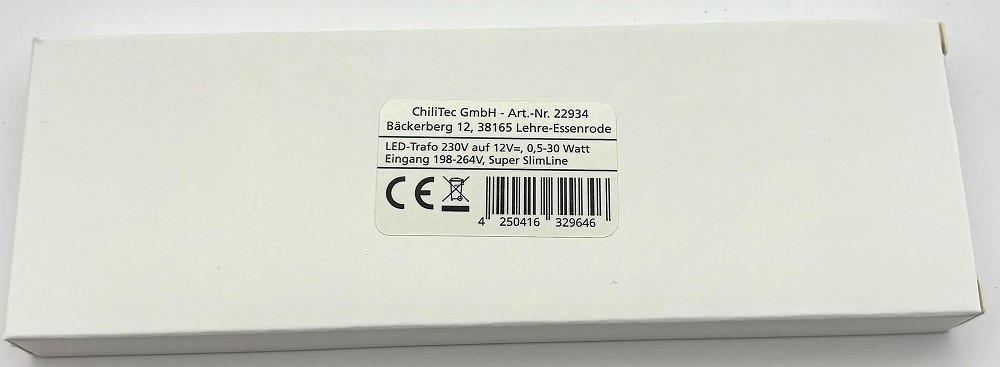 ChiliTec GmbH - Art.-Nr. 22934
Bäckerberg 12, 38165 Lehre-Essenrode
LED-Trafo 230V auf 12V=, 0,5-30 Watt
Eingang 198-264V, Super SlimLine
CE
4 250416 329646